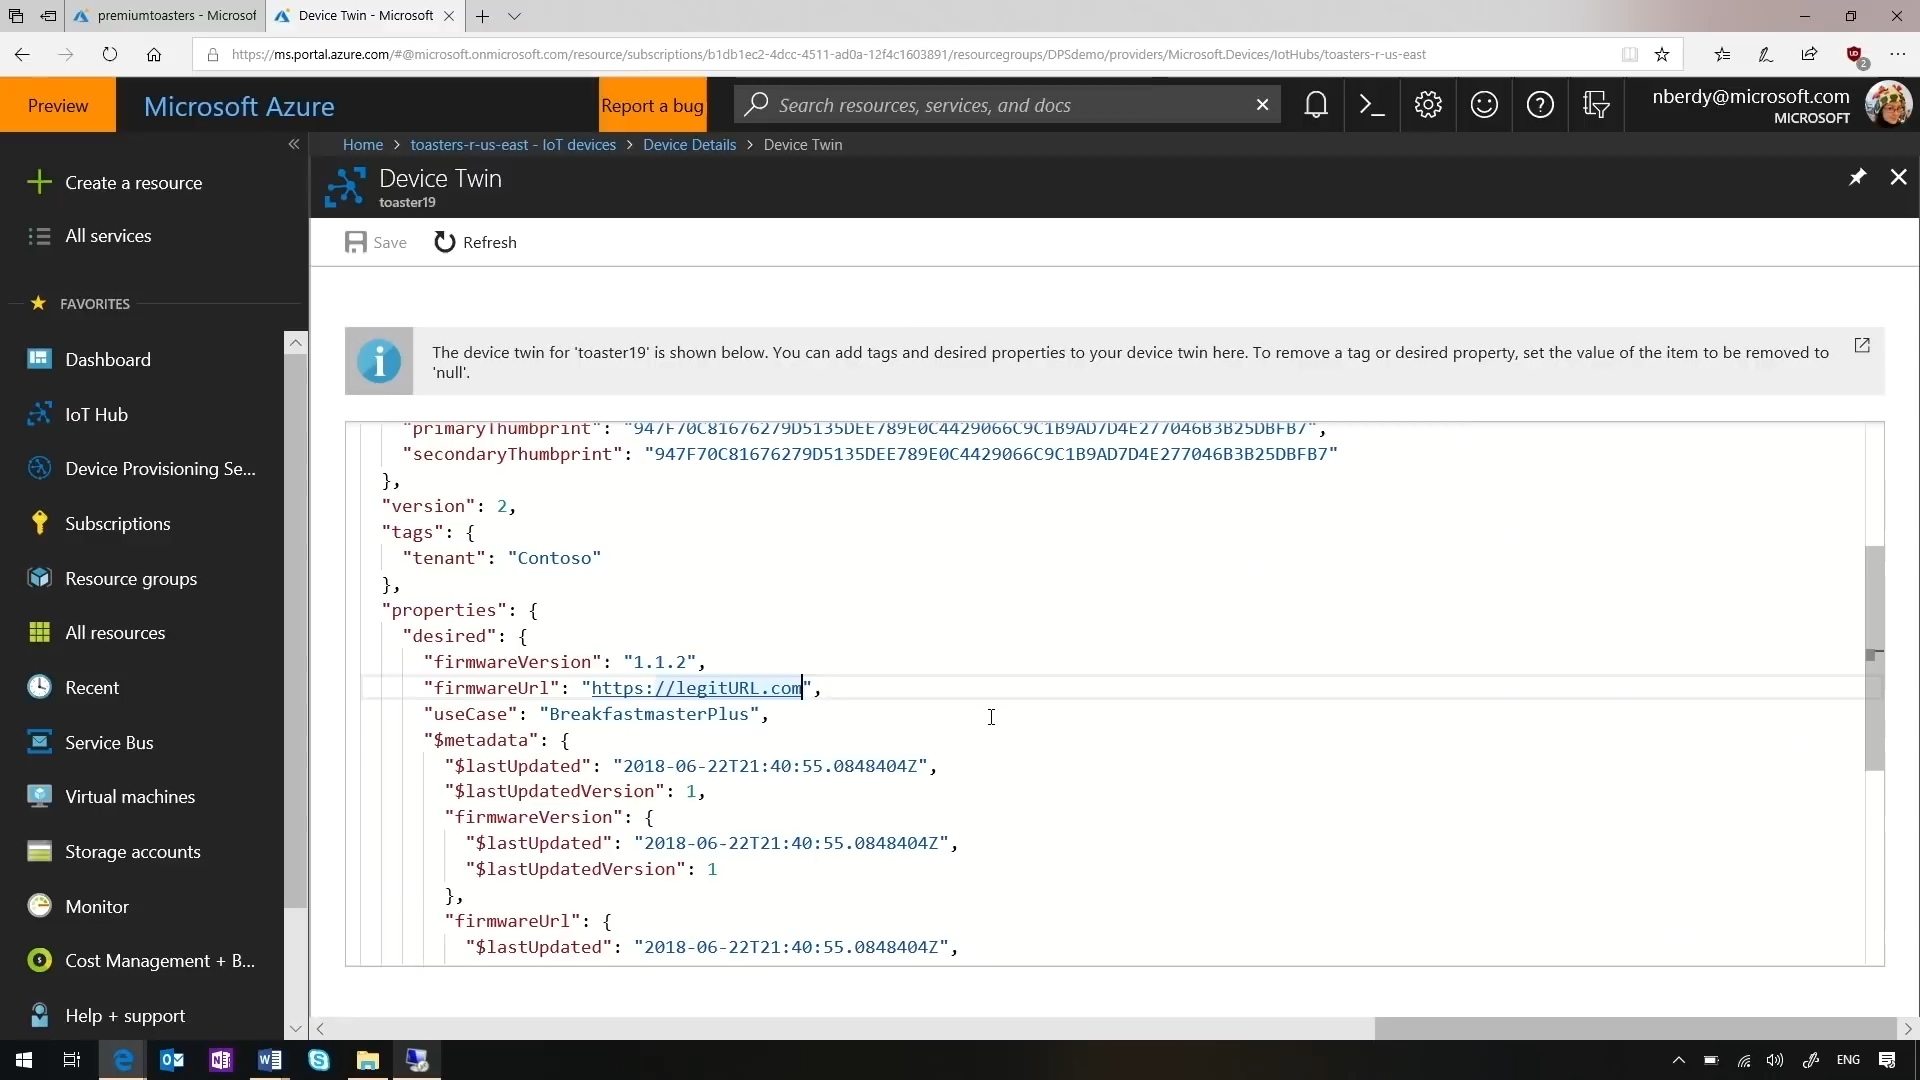 premiumtoasters - Microsof
Device Twin - Microsoft
https://ms.portal.azure.com/#@microsoft.onmicrosoft.com/resource/subscriptions/b1db1ec2-4dcc-4511-ad0a-12f4c1603891/resourcegroups/DPSdemo/providers/Microsoft.Devices/IotHubs/toasters-r-us-east
2
Preview
Microsoft Azure
Report a bug
Search resources, services, and docs
nberdy@microsoft.com
MICROSOFT
Home > toasters-r-us-east - IoT devices > Device Details > Device Twin
Create a resource
All services
FAVORITES
Dashboard
IoT Hub
Device Provisioning Se...
Subscriptions
Resource groups
All resources
Recent
Service Bus
Virtual machines
Storage accounts
Monitor
Cost Management + B...
Help + support
Device Twin
toaster19
Save
Refresh
The device twin for 'toaster19' is shown below. You can add tags and desired properties to your device twin here. To remove a tag or desired property, set the value of the item to be removed to
'null'.
"primaryThumbprint": "947F70C81676279D5135DEE789E0C4429066C9C1B9AD7D4E277046B3B25DBFB7",
"secondaryThumbprint": "947F70C81676279D5135DEE789E0C4429066C9C1B9AD7D4E277046B3B25DBFB7"
},
"version": 2,
"tags": {
"tenant": "Contoso"
},
"properties": {
"desired": {
"firmwareVersion": "1.1.2",
"firmwareUrl": "https://legitURL.com",
"useCase": "BreakfastmasterPlus",
"$metadata": {
"$lastUpdated": "2018-06-22T21:40:55.0848404Z",
"$lastUpdatedVersion": 1,
"firmwareVersion": {
"$lastUpdated": "2018-06-22T21:40:55.0848404Z",
"$lastUpdatedVersion": 1
},
"firmwareUrl": {
"$lastUpdated": "2018-06-22T21:40:55.0848404Z",
ENG